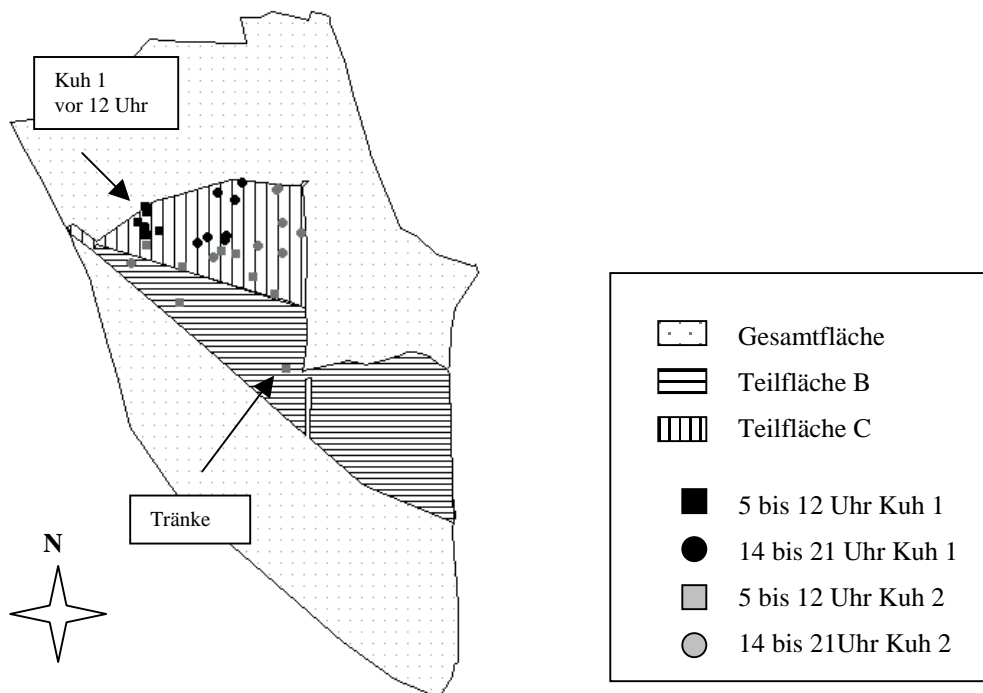 Kuh 1
vor 12 Uhr
Tränke
N
Gesamtfläche
Teilfläche B
Teilfläche C
5 bis 12 Uhr Kuh 1
14 bis 21 Uhr Kuh 1
5 bis 12 Uhr Kuh 2
14 bis 21Uhr Kuh 2